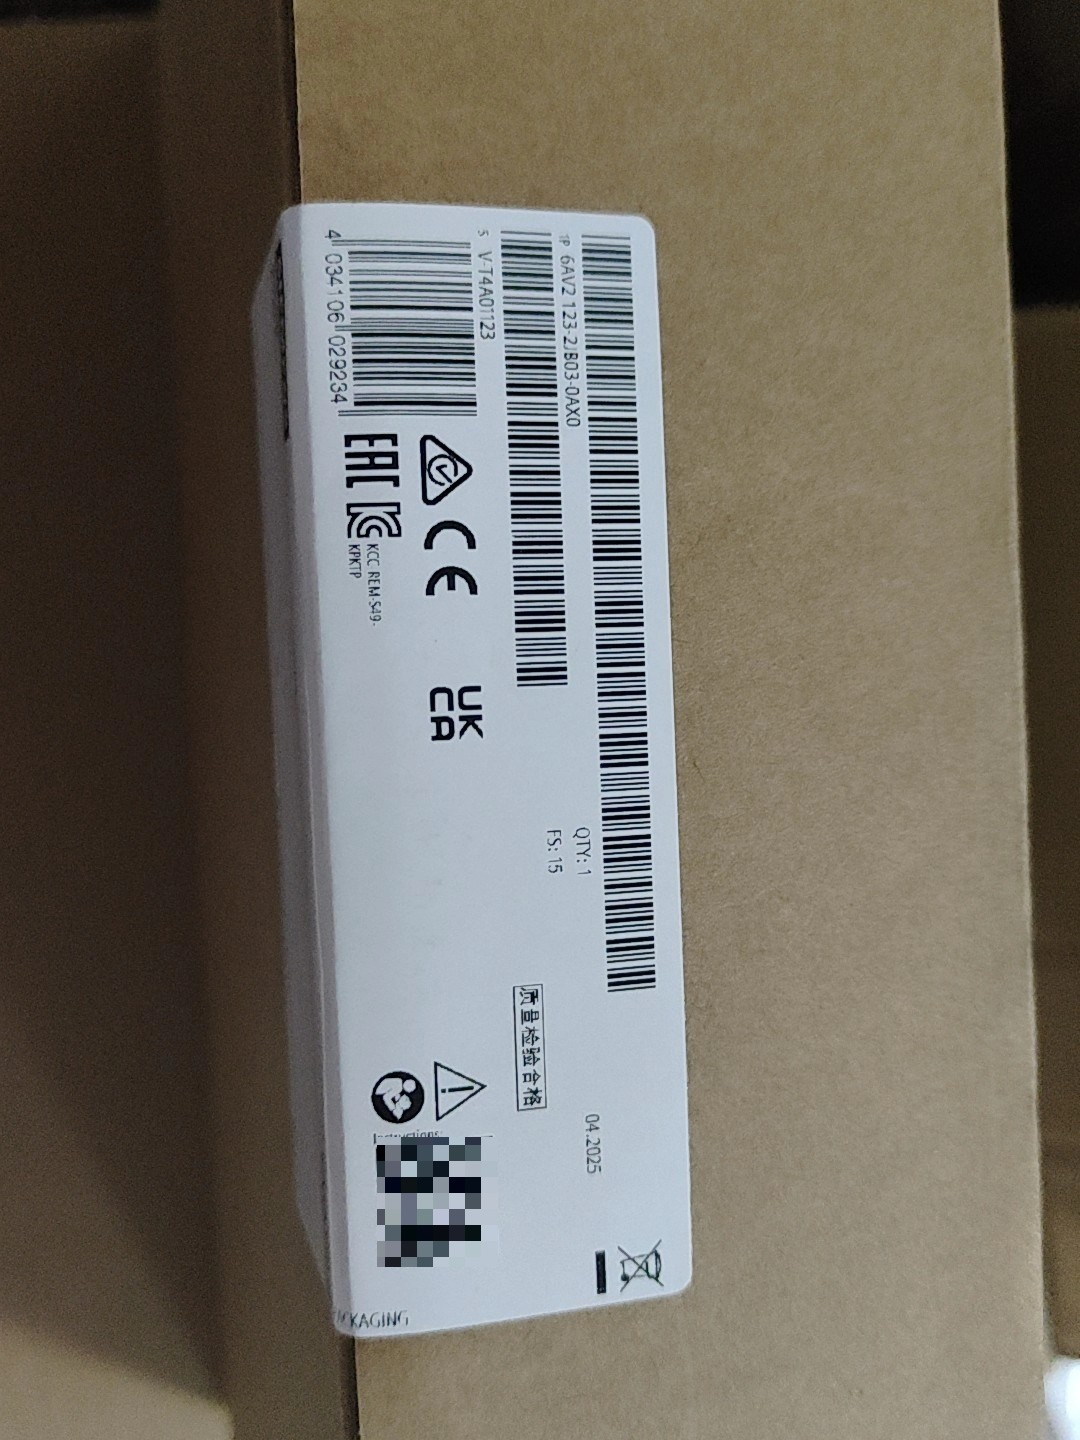 1P 6AV2 123-2JB03-0AX0
S V-T4A01123
QTY: 1
FS: 15
4 034106 029234
EAC
CE
UK
CA
KCC-REM-S49-
KPKTP
质量检验合格
04.2025
Instructions: